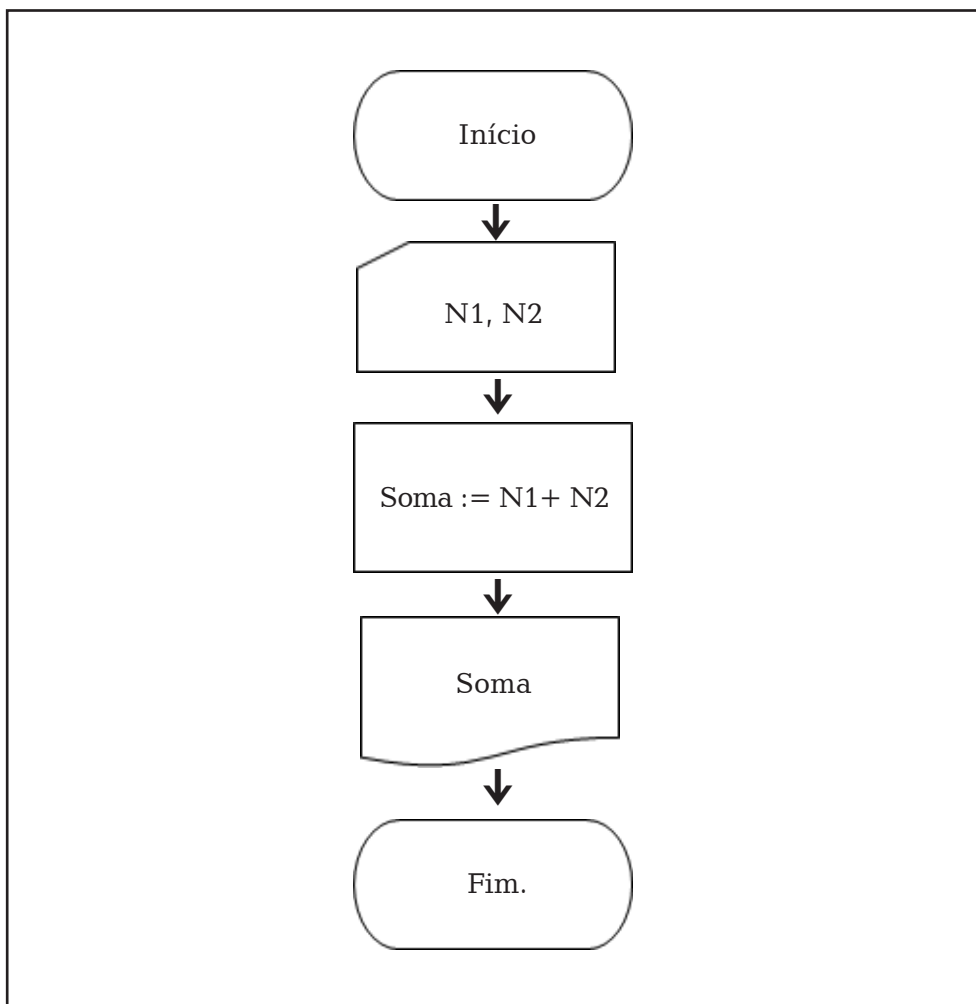 Início
N1, N2
Soma := N1+ N2
Soma
Fim.